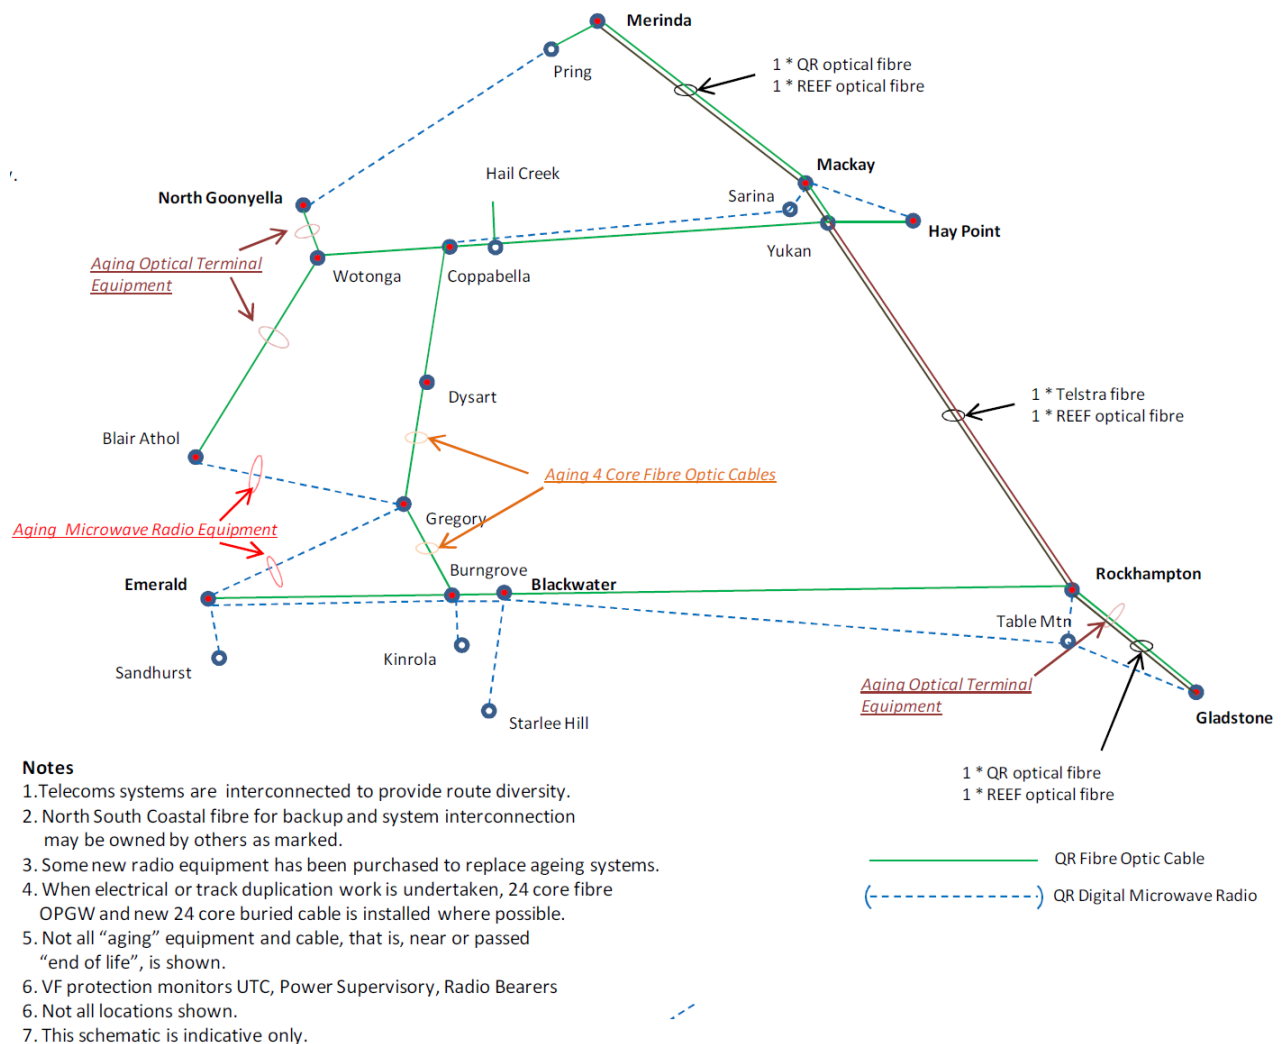 Merinda
Pring
1 * QR optical fibre
1 * REEF optical fibre
Mackay
Hail Creek
Sarina
North Goonyella
Hay Point
Yukan
Aging Optical Terminal
Equipment
Wotonga
Coppabella
Dysart
1 * Telstra fibre
1 * REEF optical fibre
Blair Athol
Aging 4 Core Fibre Optic Cables
Gregory
Aging Microwave Radio Equipment
Burngrove
Emerald
Blackwater
Rockhampton
Table Mtn
Kinrola
Sandhurst
Aging Optical Terminal
Equipment
Starlee Hill
Gladstone
Notes
1.Telecoms systems are interconnected to provide route diversity.
2. North South Coastal fibre for backup and system interconnection
may be owned by others as marked.
3. Some new radio equipment has been purchased to replace ageing systems.
4. When electrical or track duplication work is undertaken, 24 core fibre
OPGW and new 24 core buried cable is installed where possible.
5. Not all “aging” equipment and cable, that is, near or passed
“end of life”, is shown.
6. VF protection monitors UTC, Power Supervisory, Radio Bearers
6. Not all locations shown.
7. This schematic is indicative only.
1 * QR optical fibre
1 * REEF optical fibre
QR Fibre Optic Cable
QR Digital Microwave Radio